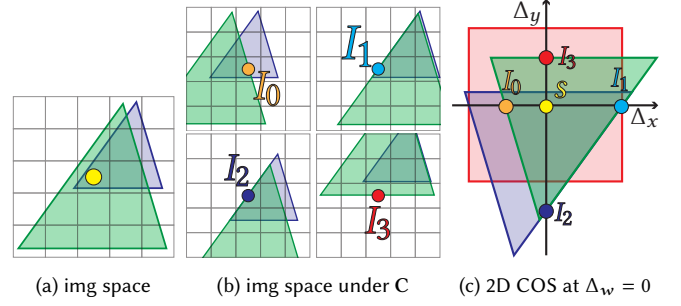 I₀
I₁
I₂
I₃
Δy
I₃
I₀
S
I₁
Δx
I₂
(a) img space
(b) img space under C
(c) 2D COS at Δw = 0